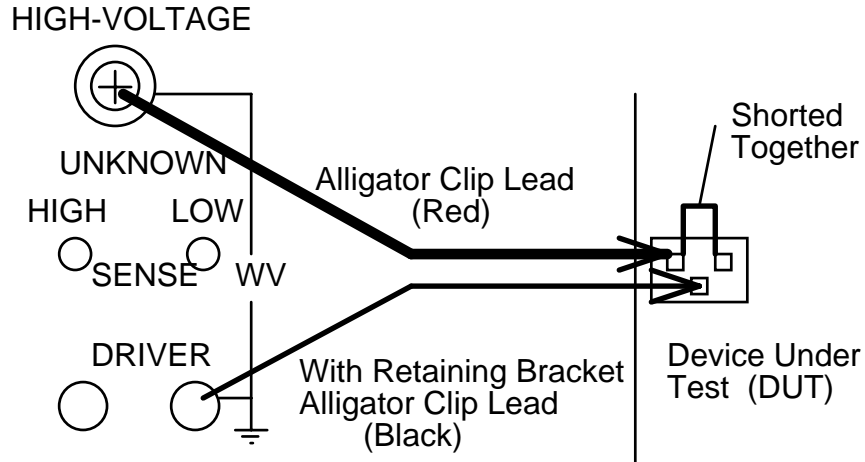 HIGH-VOLTAGE
UNKNOWN
HIGH
LOW
SENSE
WV
DRIVER
Alligator Clip Lead
(Red)
With Retaining Bracket
Alligator Clip Lead
(Black)
Shorted
Together
Device Under
Test (DUT)